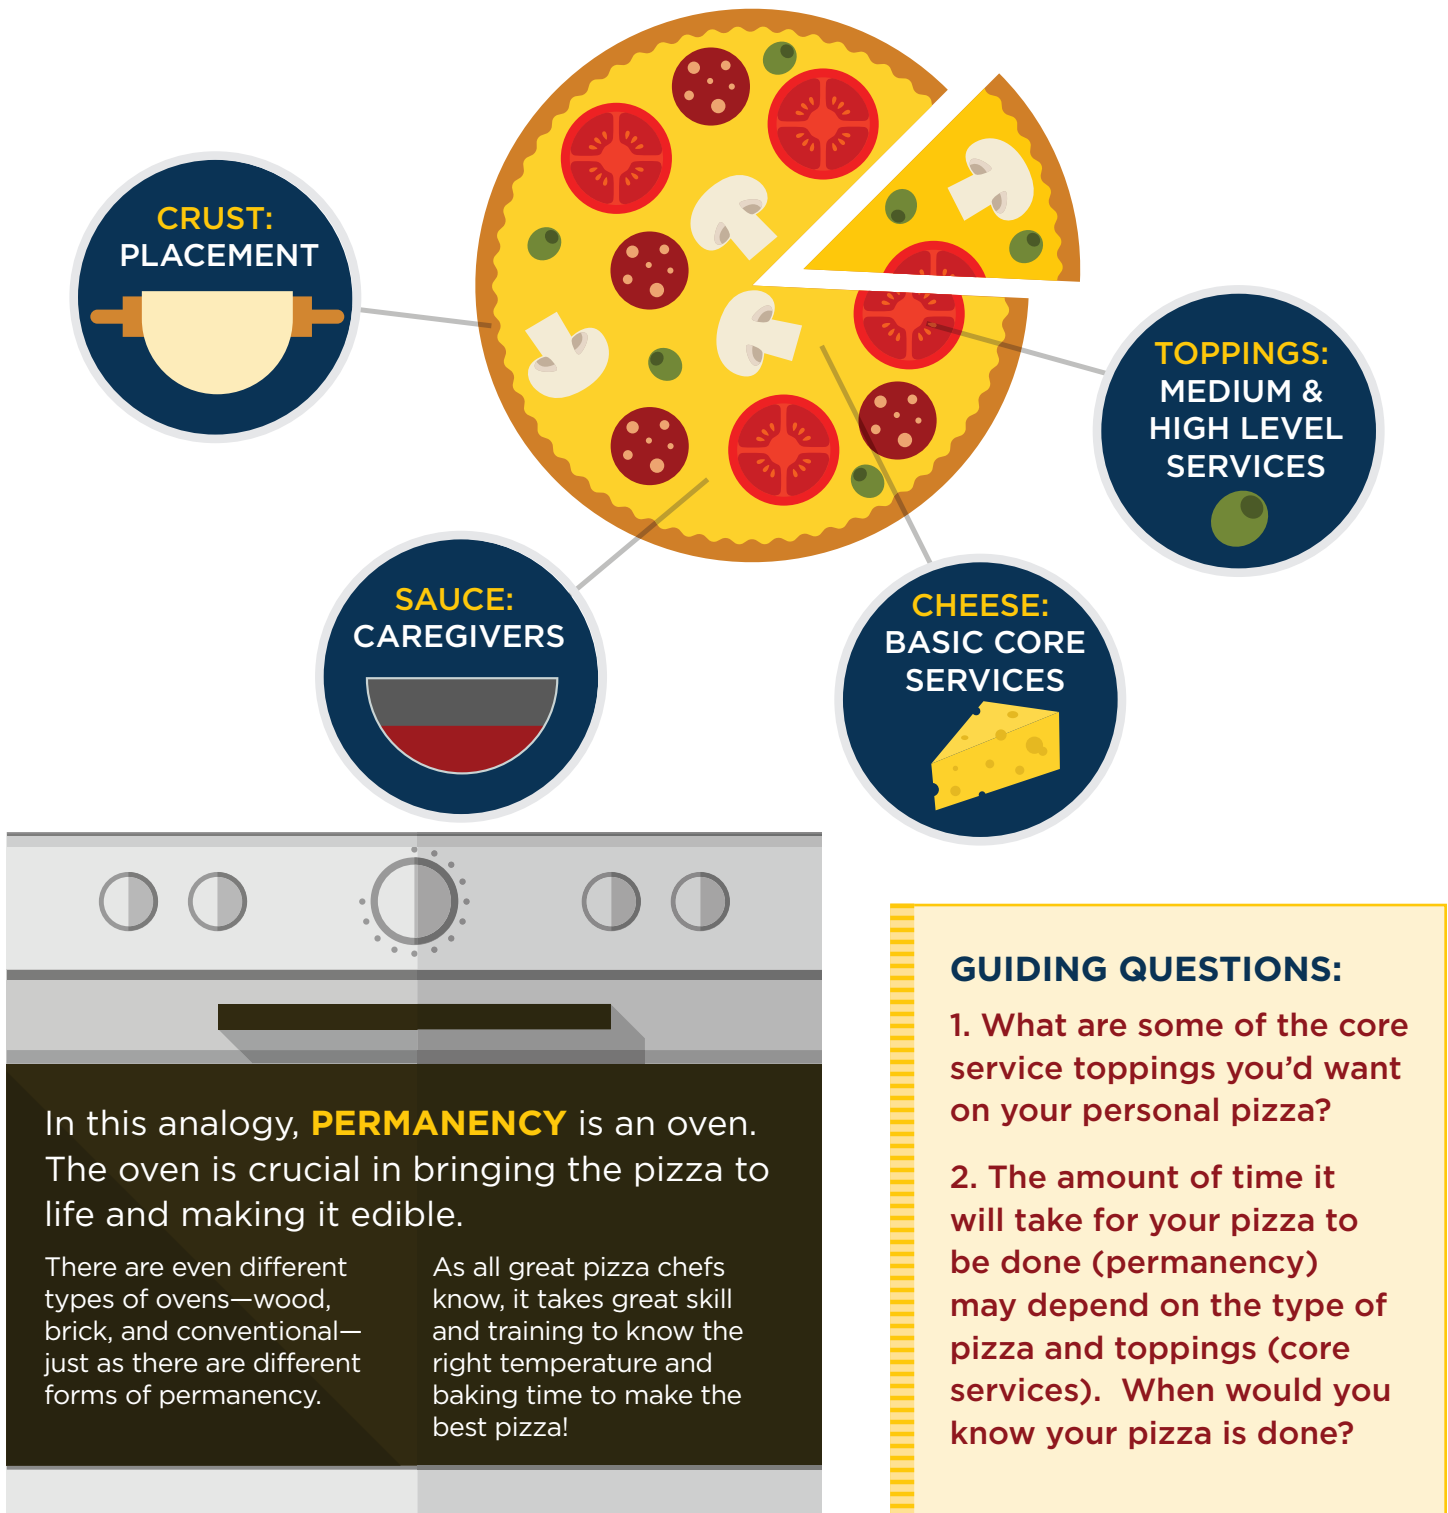 CRUST:
PLACEMENT
TOPPINGS:
MEDIUM &
HIGH LEVEL
SERVICES
SAUCE:
CAREGIVERS
CHEESE:
BASIC CORE
SERVICES
In this analogy, PERMANENCY is an oven.
The oven is crucial in bringing the pizza to
life and making it edible.
There are even different
types of ovens—wood,
brick, and conventional—
just as there are different
forms of permanency.
As all great pizza chefs
know, it takes great skill
and training to know the
right temperature and
baking time to make the
best pizza!
GUIDING QUESTIONS:
1. What are some of the core
service toppings you’d want
on your personal pizza?
2. The amount of time it
will take for your pizza to
be done (permanency)
may depend on the type of
pizza and toppings (core
services).  When would you
know your pizza is done?